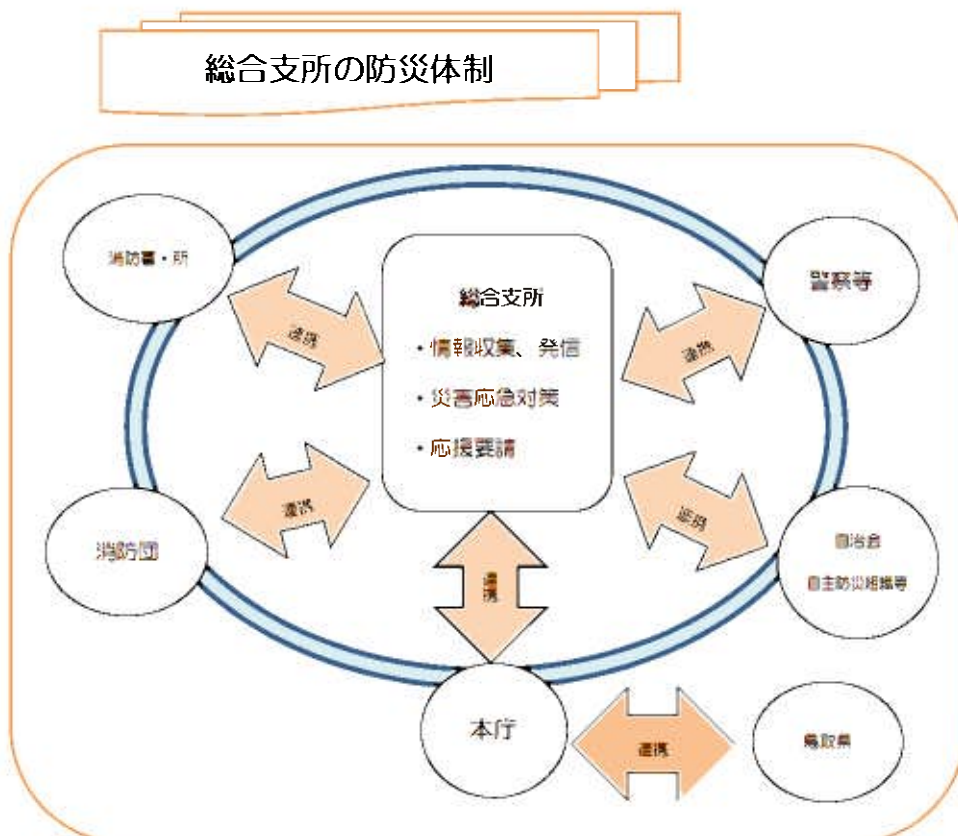 総合支所の防災体制
消防署・所
警察等
総合支所
・情報収集、発信
・災害応急対策
・応援要請
連携
連携
連携
連携
消防団
自治会
自主防災組織等
連携
本庁
連携
鳥取県